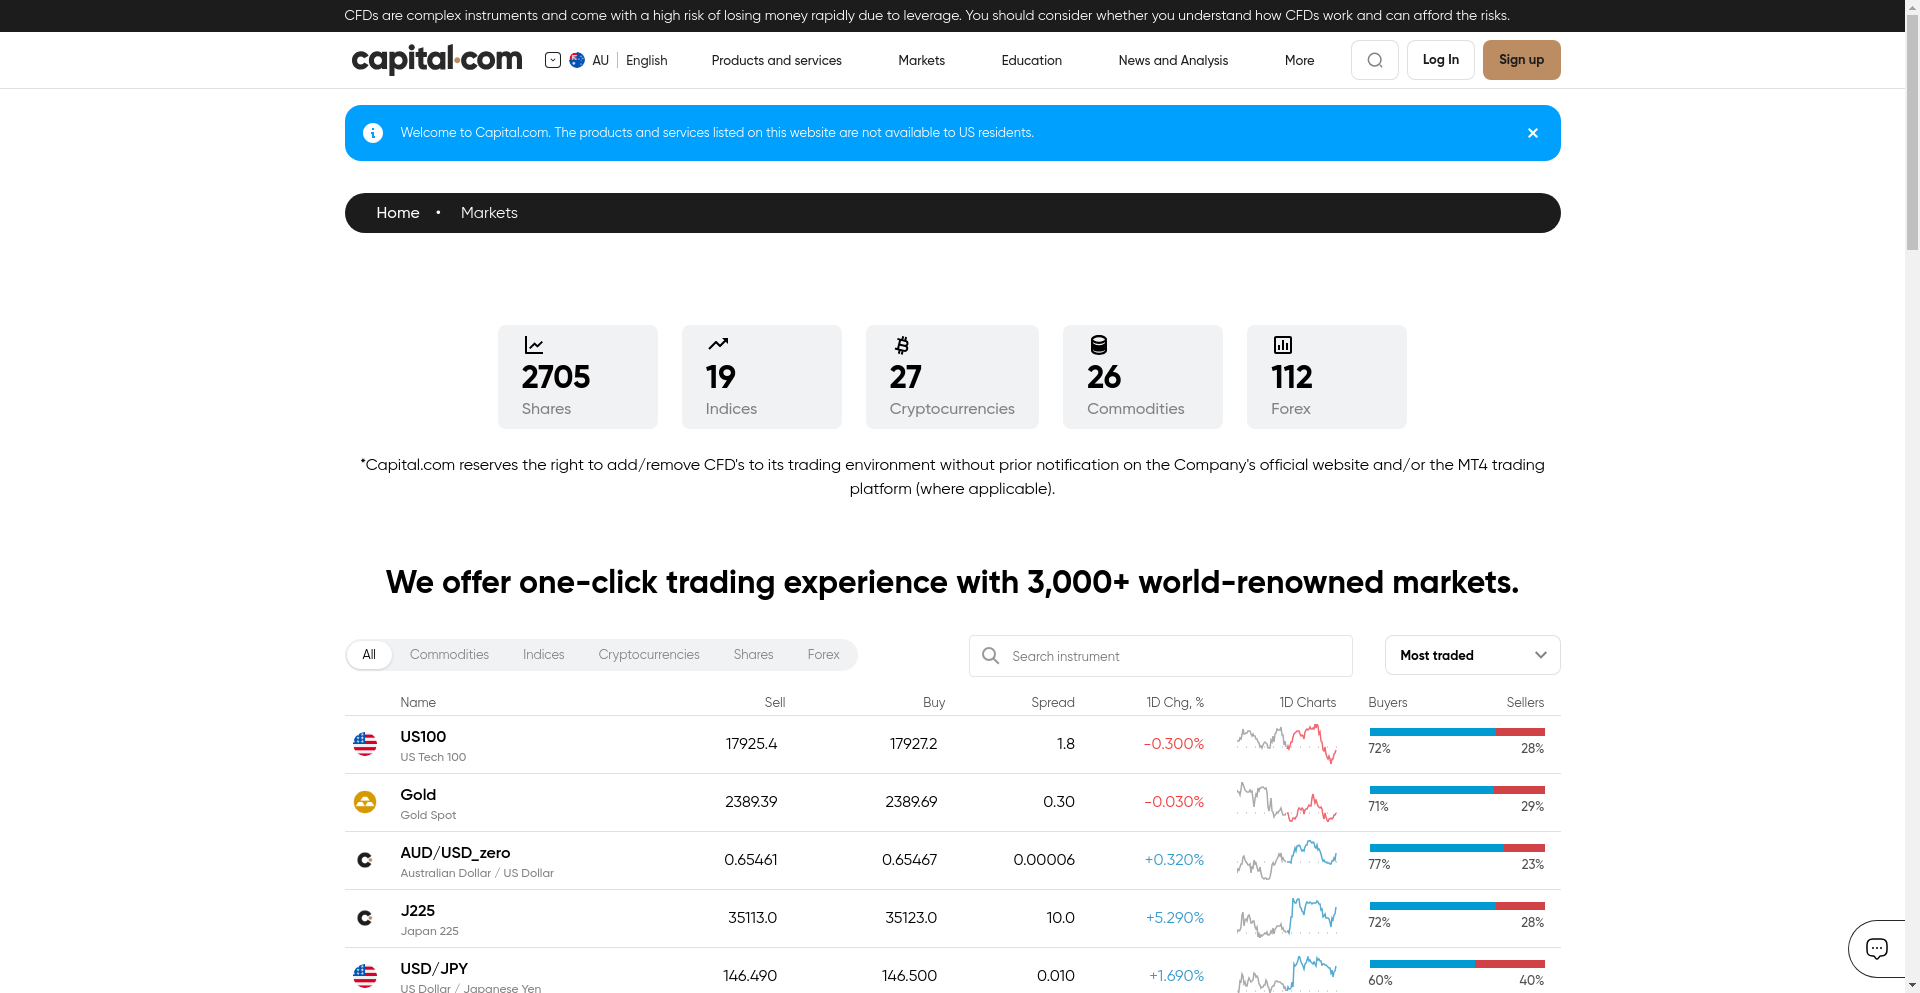 CFDs are complex instruments and come with a high risk of losing money rapidly due to leverage. You should consider whether you understand how CFDs work and can afford the risks.
capital.com AU English Products and services Markets Education News and Analysis More Log In Sign up
Welcome to Capital.com. The products and services listed on this website are not available to US residents.
Home • Markets
2705 19 27 26 112
Shares Indices Cryptocurrencies Commodities Forex
*Capital.com reserves the right to add/remove CFD's to its trading environment without prior notification on the Company's official website and/or the MT4 trading
platform (where applicable).
We offer one-click trading experience with 3,000+ world-renowned markets.
All Commodities Indices Cryptocurrencies Shares Forex Search instrument Most traded
Name Sell Buy Spread 1D Chg, % 1D Charts Buyers Sellers
US100 17925.4 17927.2 1.8 -0.300%
US Tech 100 72% 28%
Gold 2389.39 2389.69 0.30 -0.030%
Gold Spot 71% 29%
AUD/USD_zero 0.65461 0.65467 0.00006 +0.320%
Australian Dollar / US Dollar 77% 23%
J225 35113.0 35123.0 10.0 +5.290%
Japan 225 72% 28%
USD/JPY 146.490 146.500 0.010 +1.690%
US Dollar / Japanese Yen 60% 40%